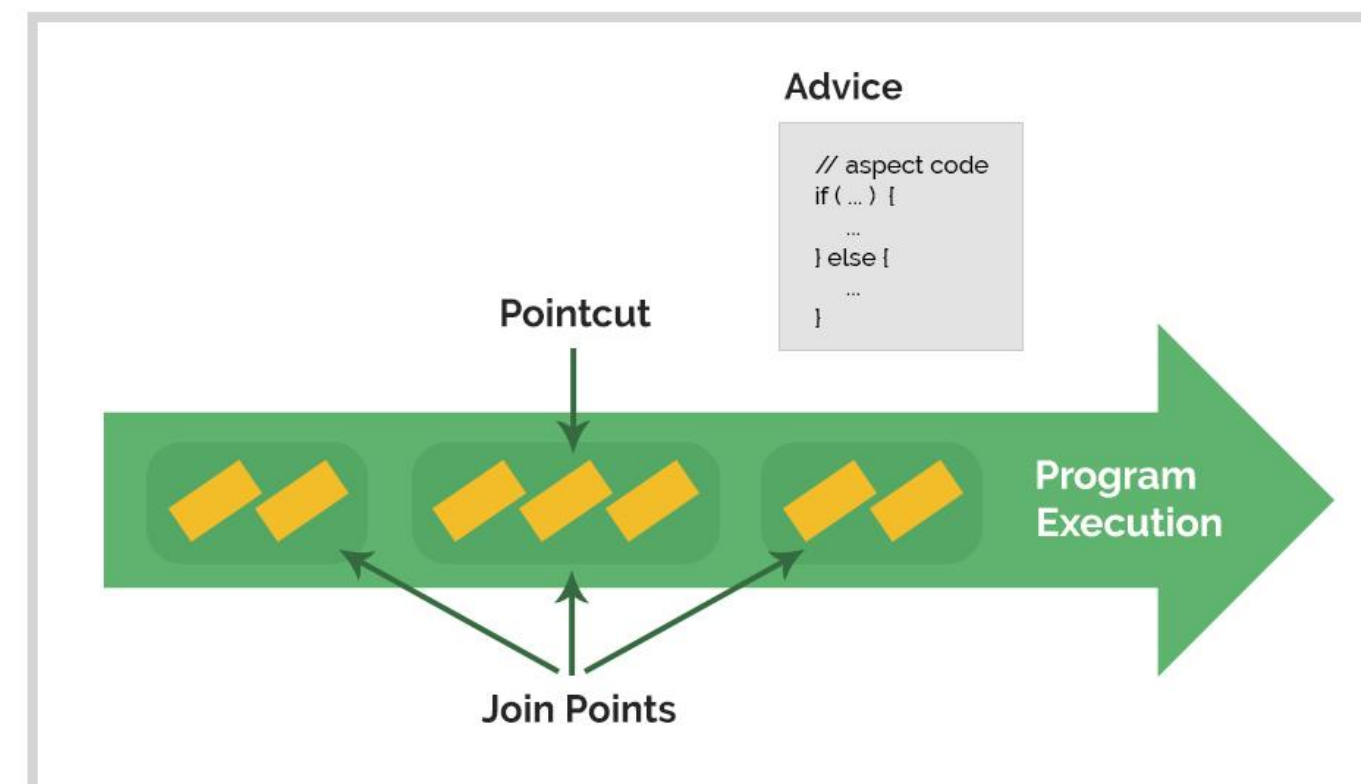 Advice
// aspect code
if ( ... ) {
...
} else {
...
}
Pointcut
Program
Execution
Join Points